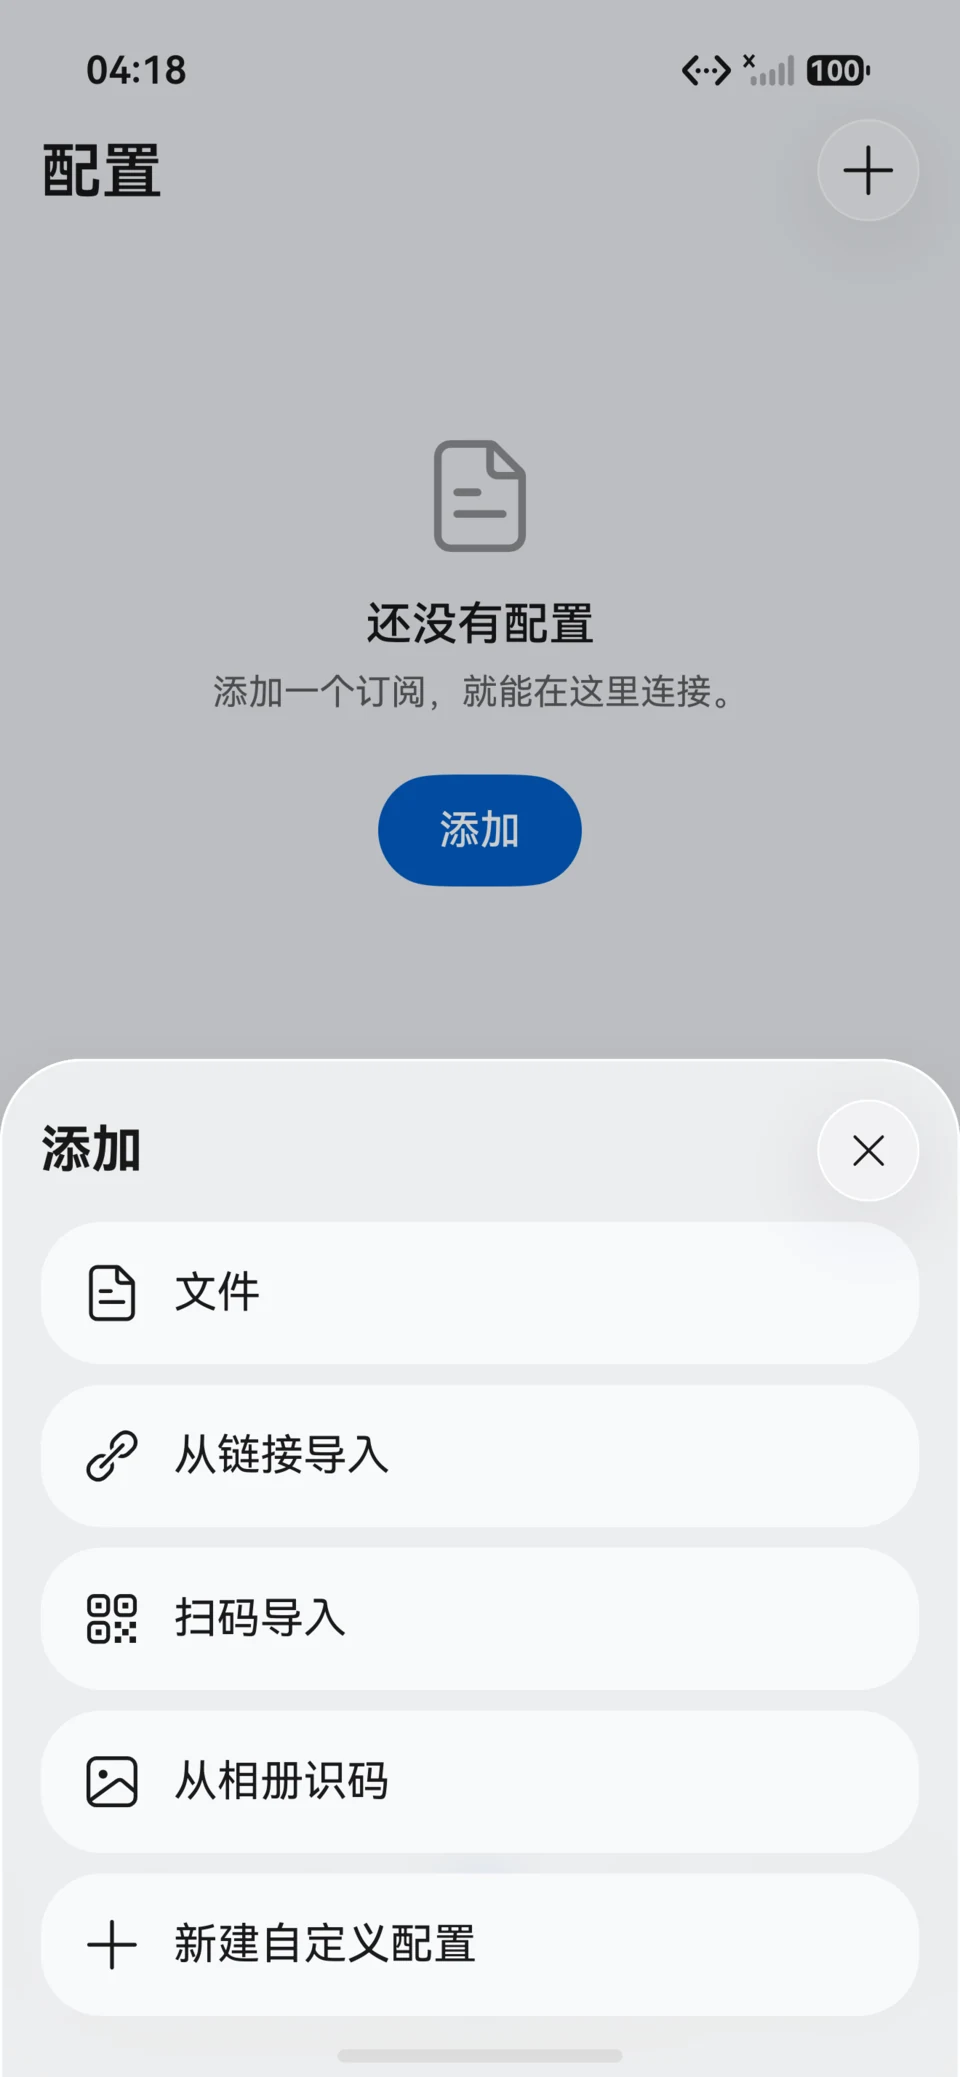 04:18
100
配置
还没有配置
添加一个订阅，就能在这里连接。
添加
添加
文件
从链接导入
扫码导入
从相册识码
新建自定义配置